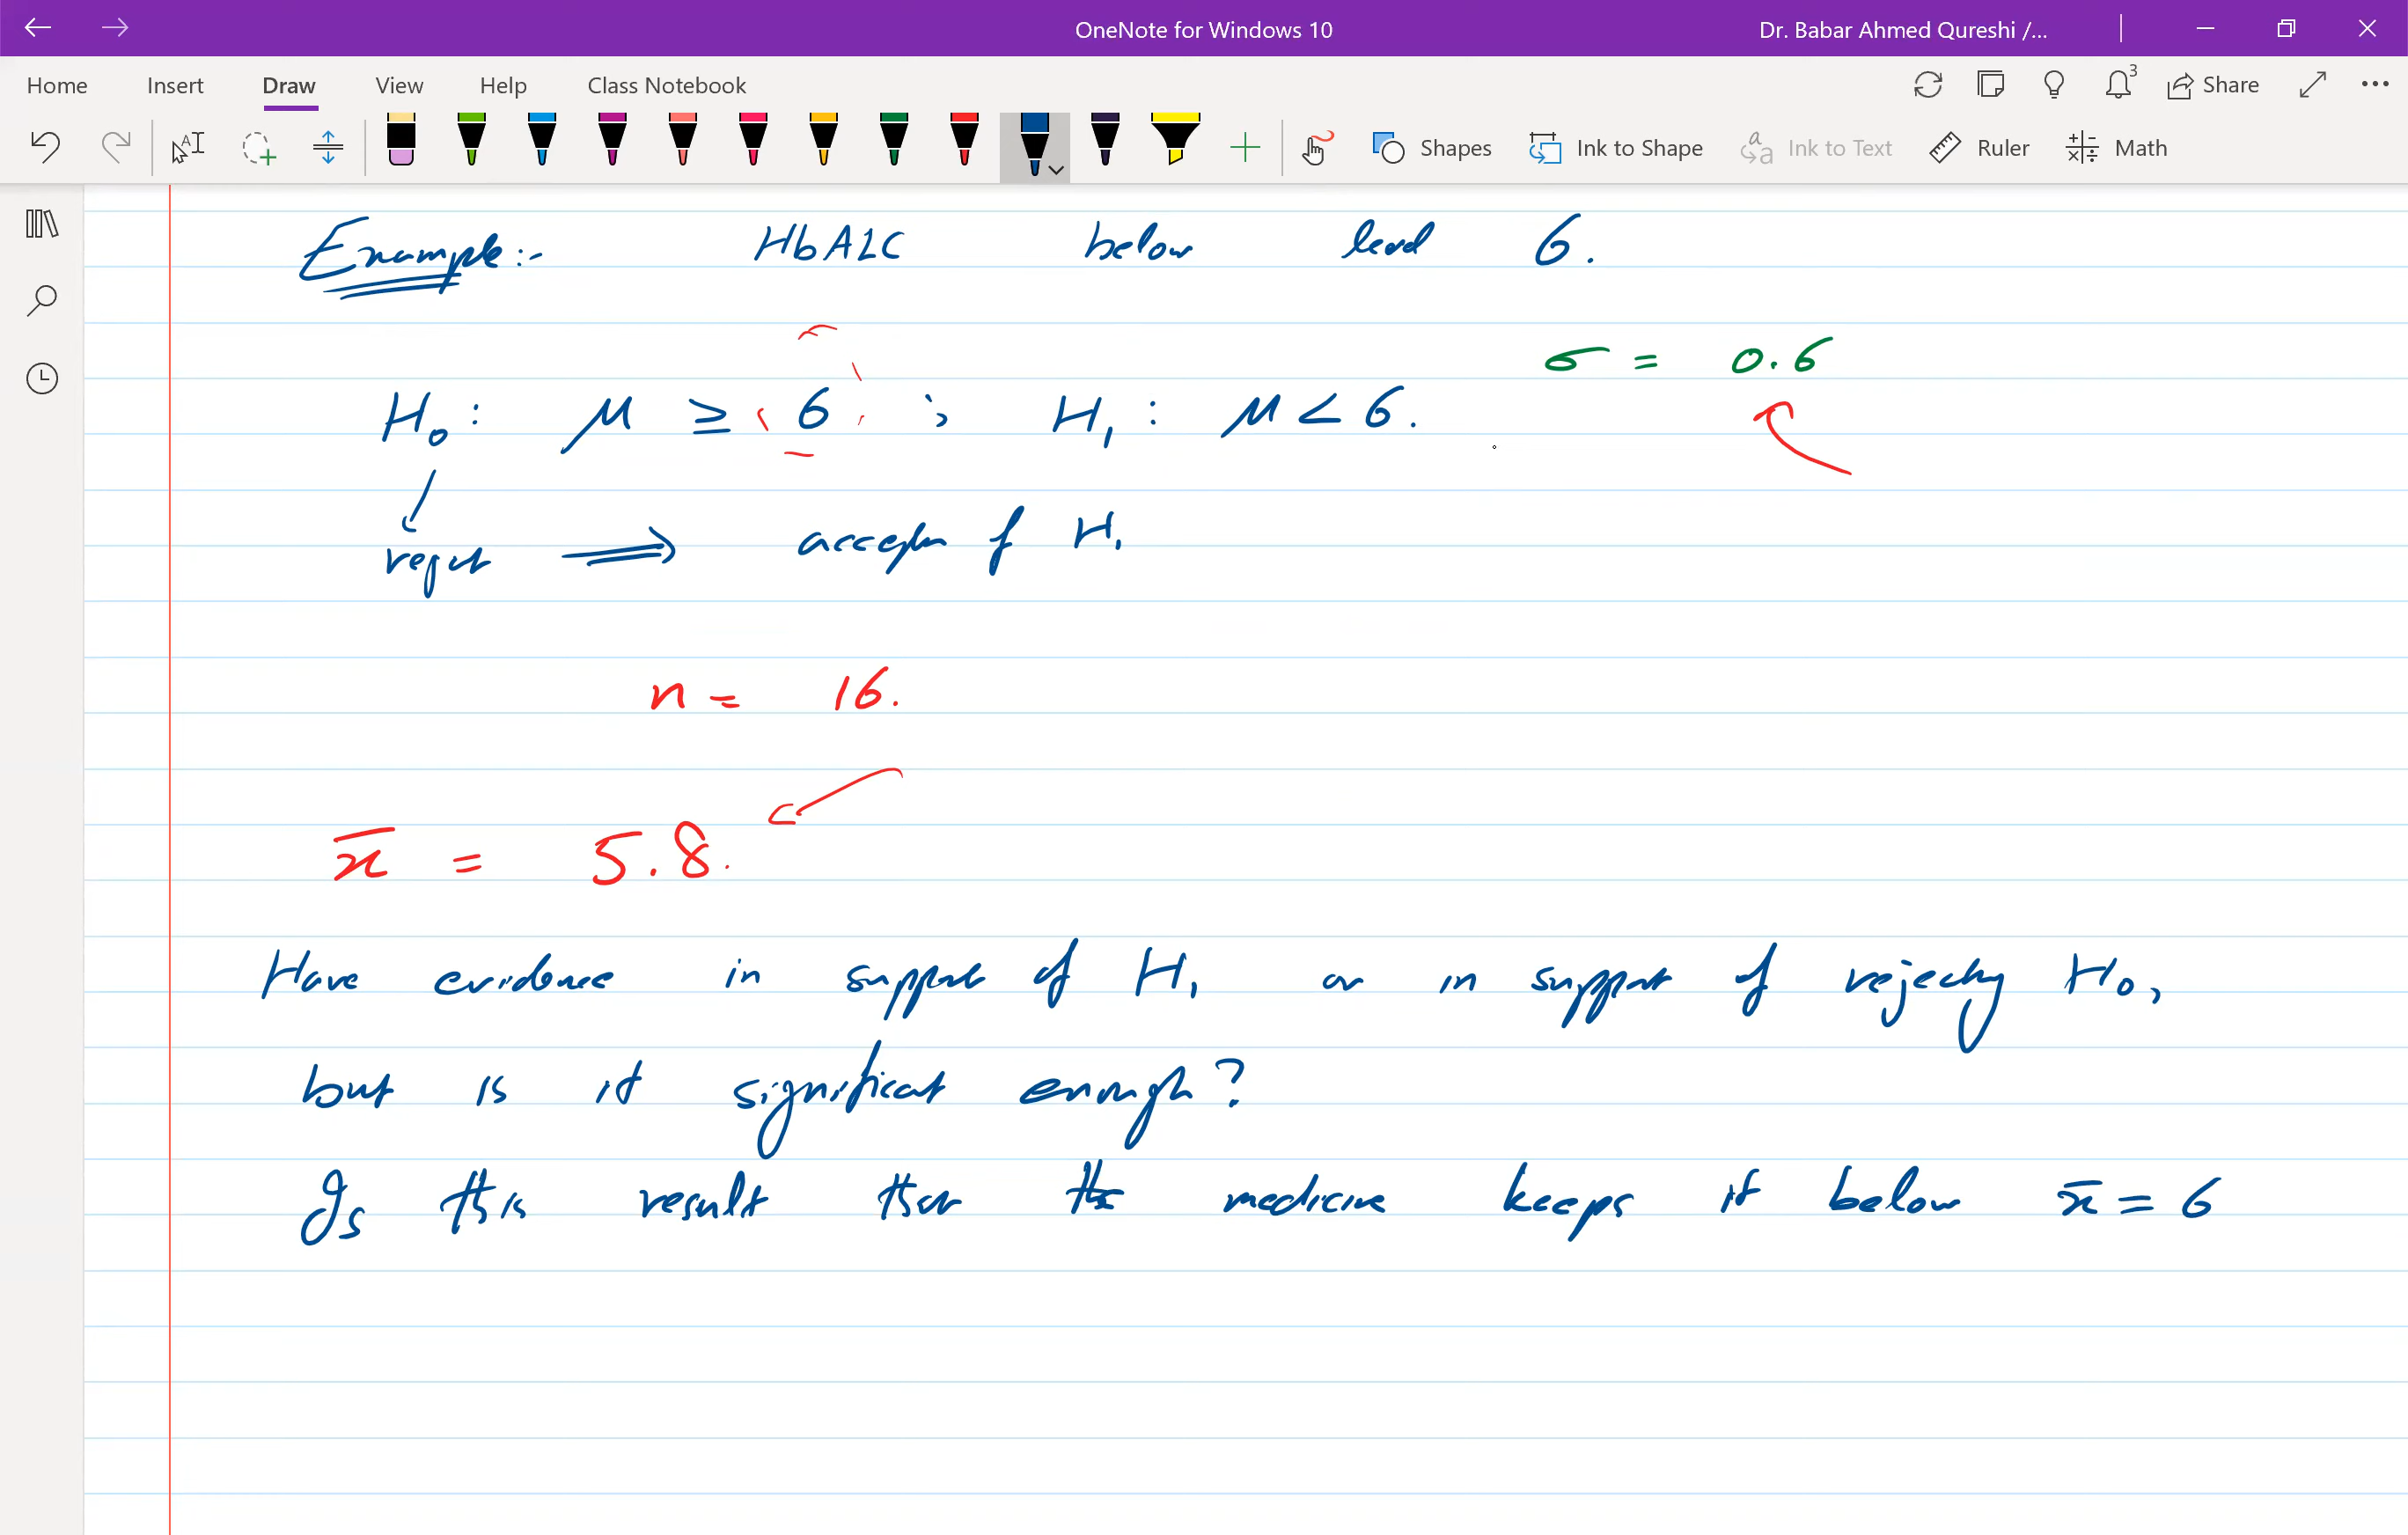 OneNote for Windows 10
Dr. Babar Ahmed Qureshi /...
Home Insert Draw View Help Class Notebook
3 Share
Shapes Ink to Shape Ink to Text Ruler Math
Example:- HbA1C below level 6.
σ = 0.6
H₀: μ ≥ 6 ; H₁: μ < 6.
reject ⟹ of H₁
n = 16.
x̄ = 5.8.
Have evidence in support of H₁ or in support of rejecting H₀,
but is it significant enough?
Is this result that the medicine keeps it below x̄ = 6